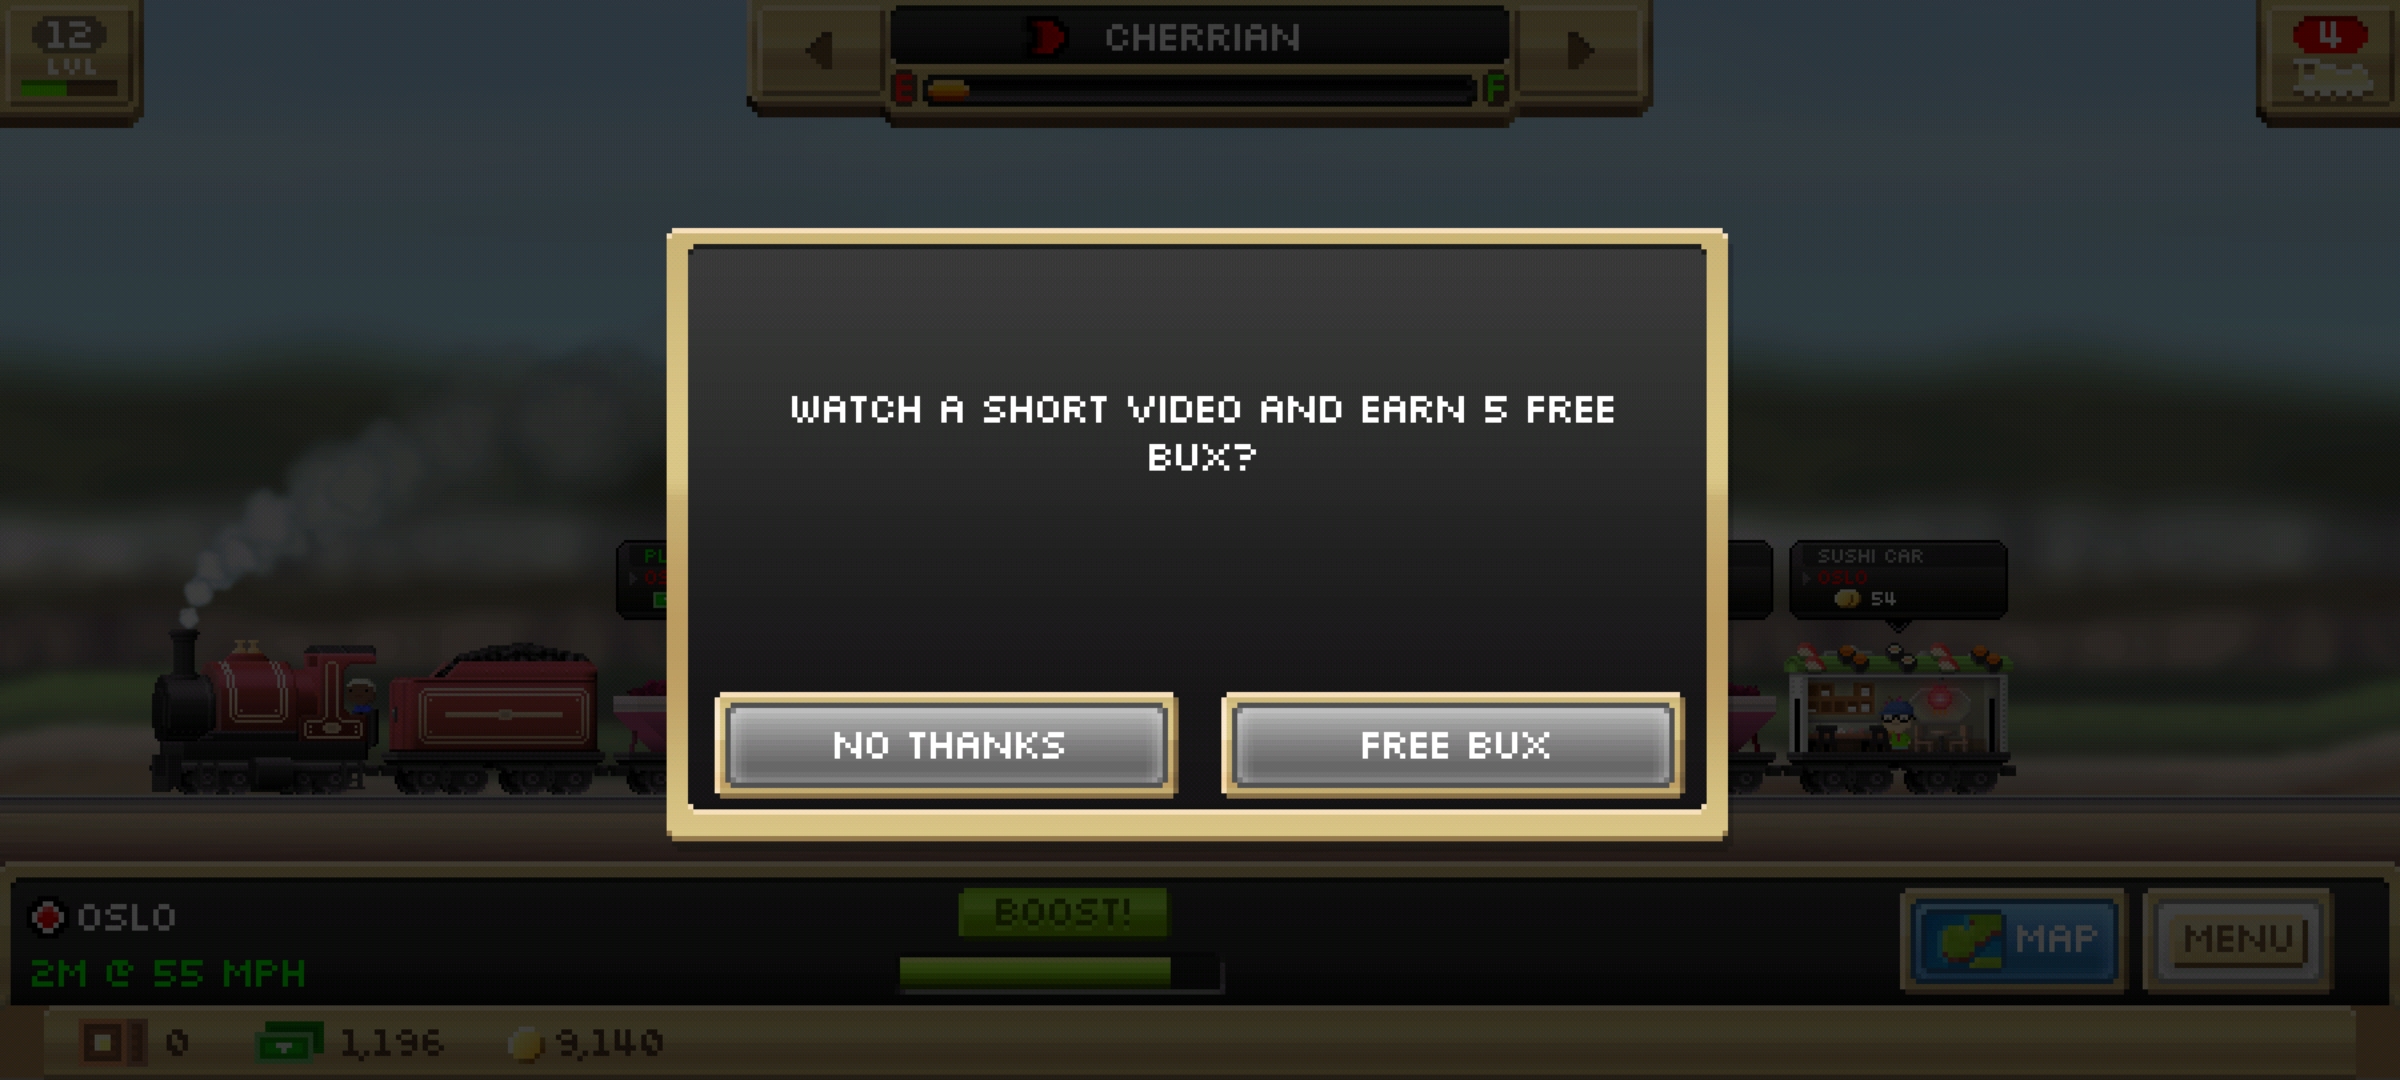 12
LVL
CHERRIAN
E
F
4
WATCH A SHORT VIDEO AND EARN 5 FREE
BUX?
SUSHI CAR
OSLO
54
NO THANKS
FREE BUX
OSLO
2M @ 55 MPH
BOOST!
MAP
MENU
0
1,196
9,140